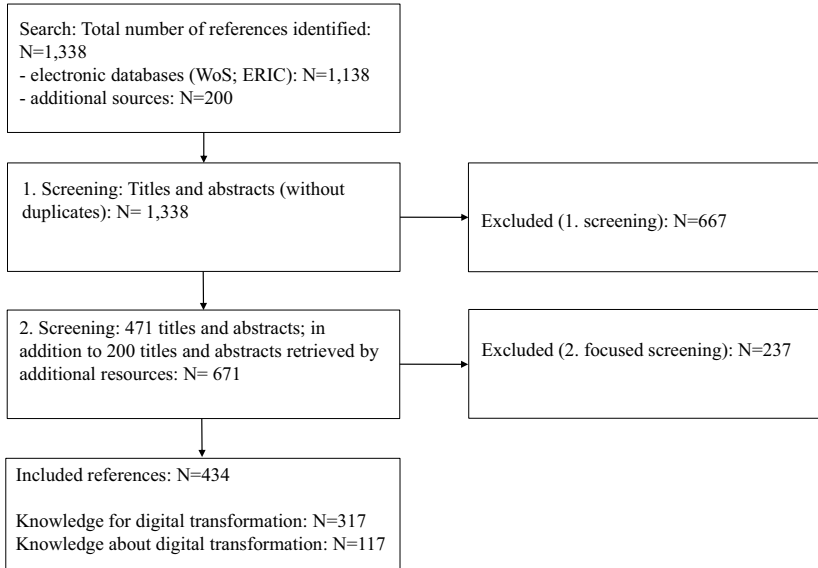 Search: Total number of references identified:
N=1,338
- electronic databases (WoS; ERIC): N=1,138
- additional sources: N=200
1. Screening: Titles and abstracts (without
duplicates): N= 1,338
Excluded (1. screening): N=667
2. Screening: 471 titles and abstracts; in
addition to 200 titles and abstracts retrieved by
additional resources: N= 671
Excluded (2. focused screening): N=237
Included references: N=434
Knowledge for digital transformation: N=317
Knowledge about digital transformation: N=117